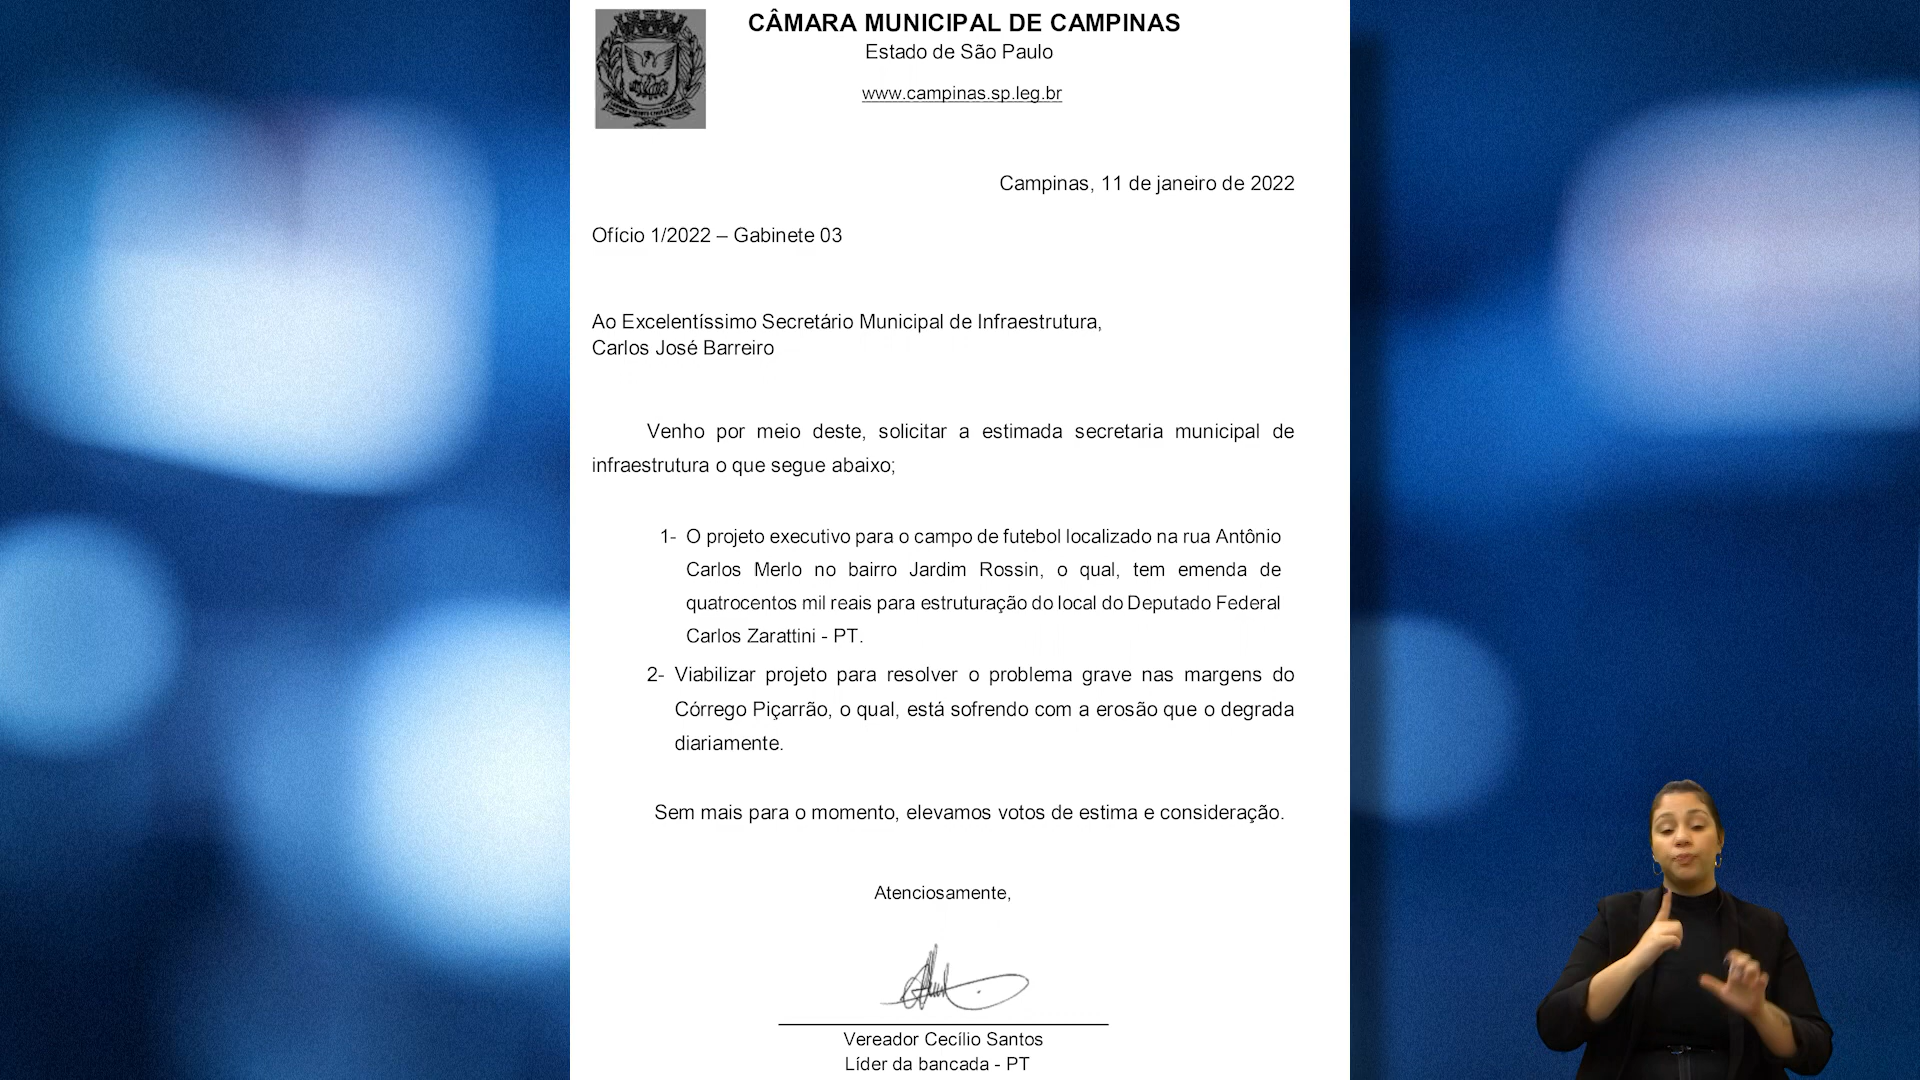 CÂMARA MUNICIPAL DE CAMPINAS
Estado de São Paulo
www.campinas.sp.leg.br
Campinas, 11 de janeiro de 2022
Ofício 1/2022 – Gabinete 03
Ao Excelentíssimo Secretário Municipal de Infraestrutura,
Carlos José Barreiro
Venho por meio deste, solicitar a estimada secretaria municipal de
infraestrutura o que segue abaixo;
1- O projeto executivo para o campo de futebol localizado na rua Antônio
Carlos Merlo no bairro Jardim Rossin, o qual, tem emenda de
quatrocentos mil reais para estruturação do local do Deputado Federal
Carlos Zarattini - PT.
2- Viabilizar projeto para resolver o problema grave nas margens do
Córrego Piçarrão, o qual, está sofrendo com a erosão que o degrada
diariamente.
Sem mais para o momento, elevamos votos de estima e consideração.
Atenciosamente,
Vereador Cecílio Santos
Líder da bancada - PT